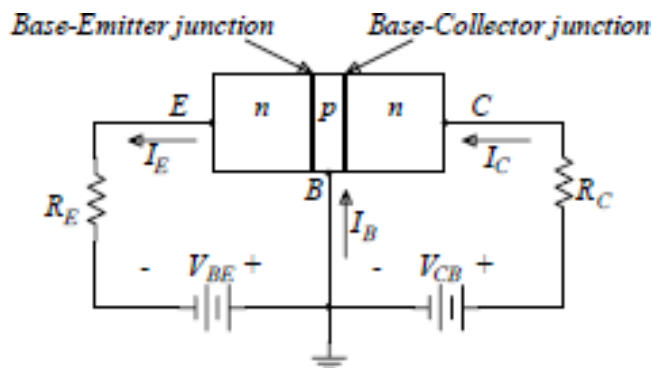 Base-Emitter junction Base-Collector junction
E n p n C
I_E I_C
R_E B R_C
I_B
- V_BE + - V_CB +